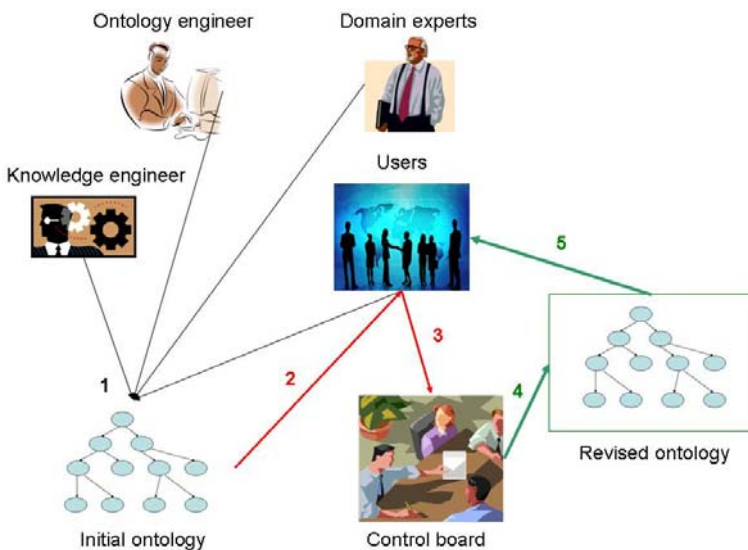 Ontology engineer
Domain experts
Knowledge engineer
Users
5
1
2
3
4
Revised ontology
Initial ontology
Control board